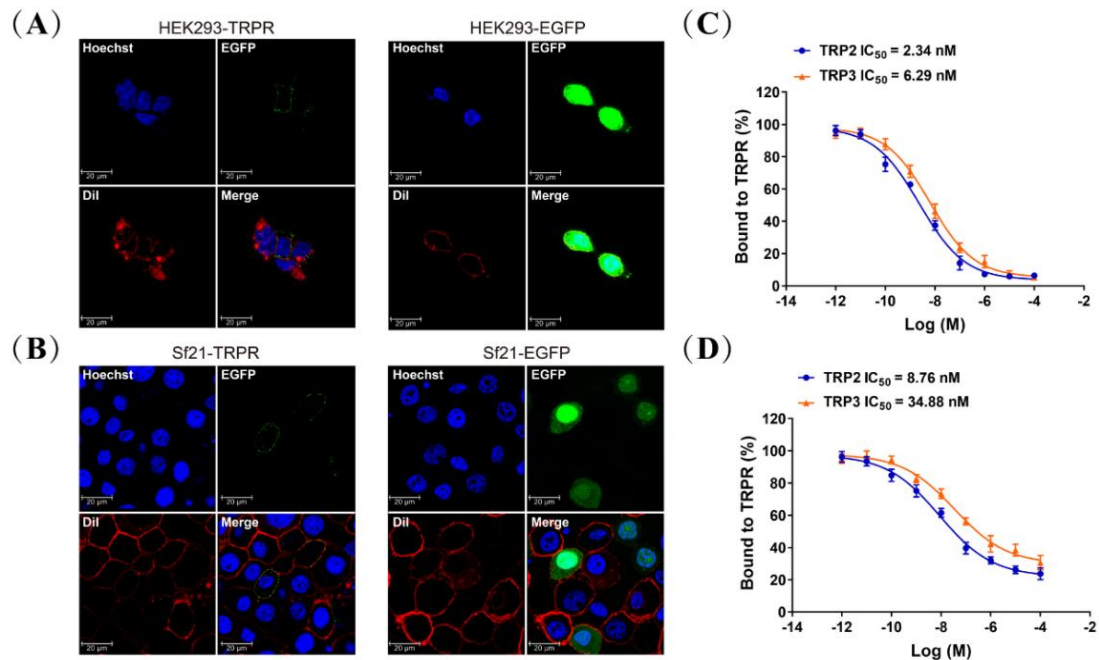 (A)
HEK293-TRPR
HEK293-EGFP
Hoechst
EGFP
Hoechst
EGFP
20 μm
20 μm
20 μm
20 μm
DiI
Merge
DiI
Merge
20 μm
20 μm
20 μm
20 μm
(B)
Sf21-TRPR
Sf21-EGFP
Hoechst
EGFP
Hoechst
EGFP
20 μm
20 μm
20 μm
20 μm
DiI
Merge
DiI
Merge
20 μm
20 μm
20 μm
20 μm
(C)
TRP2 IC50 = 2.34 nM
TRP3 IC50 = 6.29 nM
Bound to TRPR (%)
120
100
80
60
40
20
0
-14 -12 -10 -8 -6 -4 -2
Log (M)
(D)
TRP2 IC50 = 8.76 nM
TRP3 IC50 = 34.88 nM
Bound to TRPR (%)
120
100
80
60
40
20
0
-14 -12 -10 -8 -6 -4 -2
Log (M)